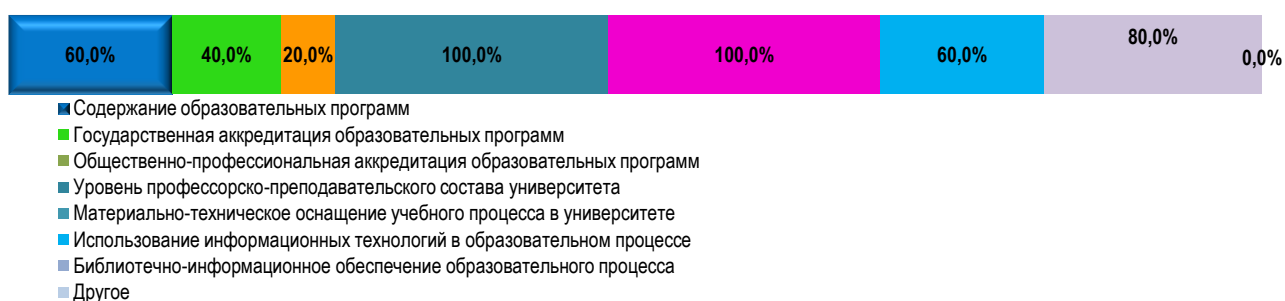 60,0% 40,0% 20,0% 100,0% 100,0% 60,0% 80,0% 0,0%
Содержание образовательных программ
Государственная аккредитация образовательных программ
Общественно-профессиональная аккредитация образовательных программ
Уровень профессорско-преподавательского состава университета
Материально-техническое оснащение учебного процесса в университете
Использование информационных технологий в образовательном процессе
Библиотечно-информационное обеспечение образовательного процесса
Другое